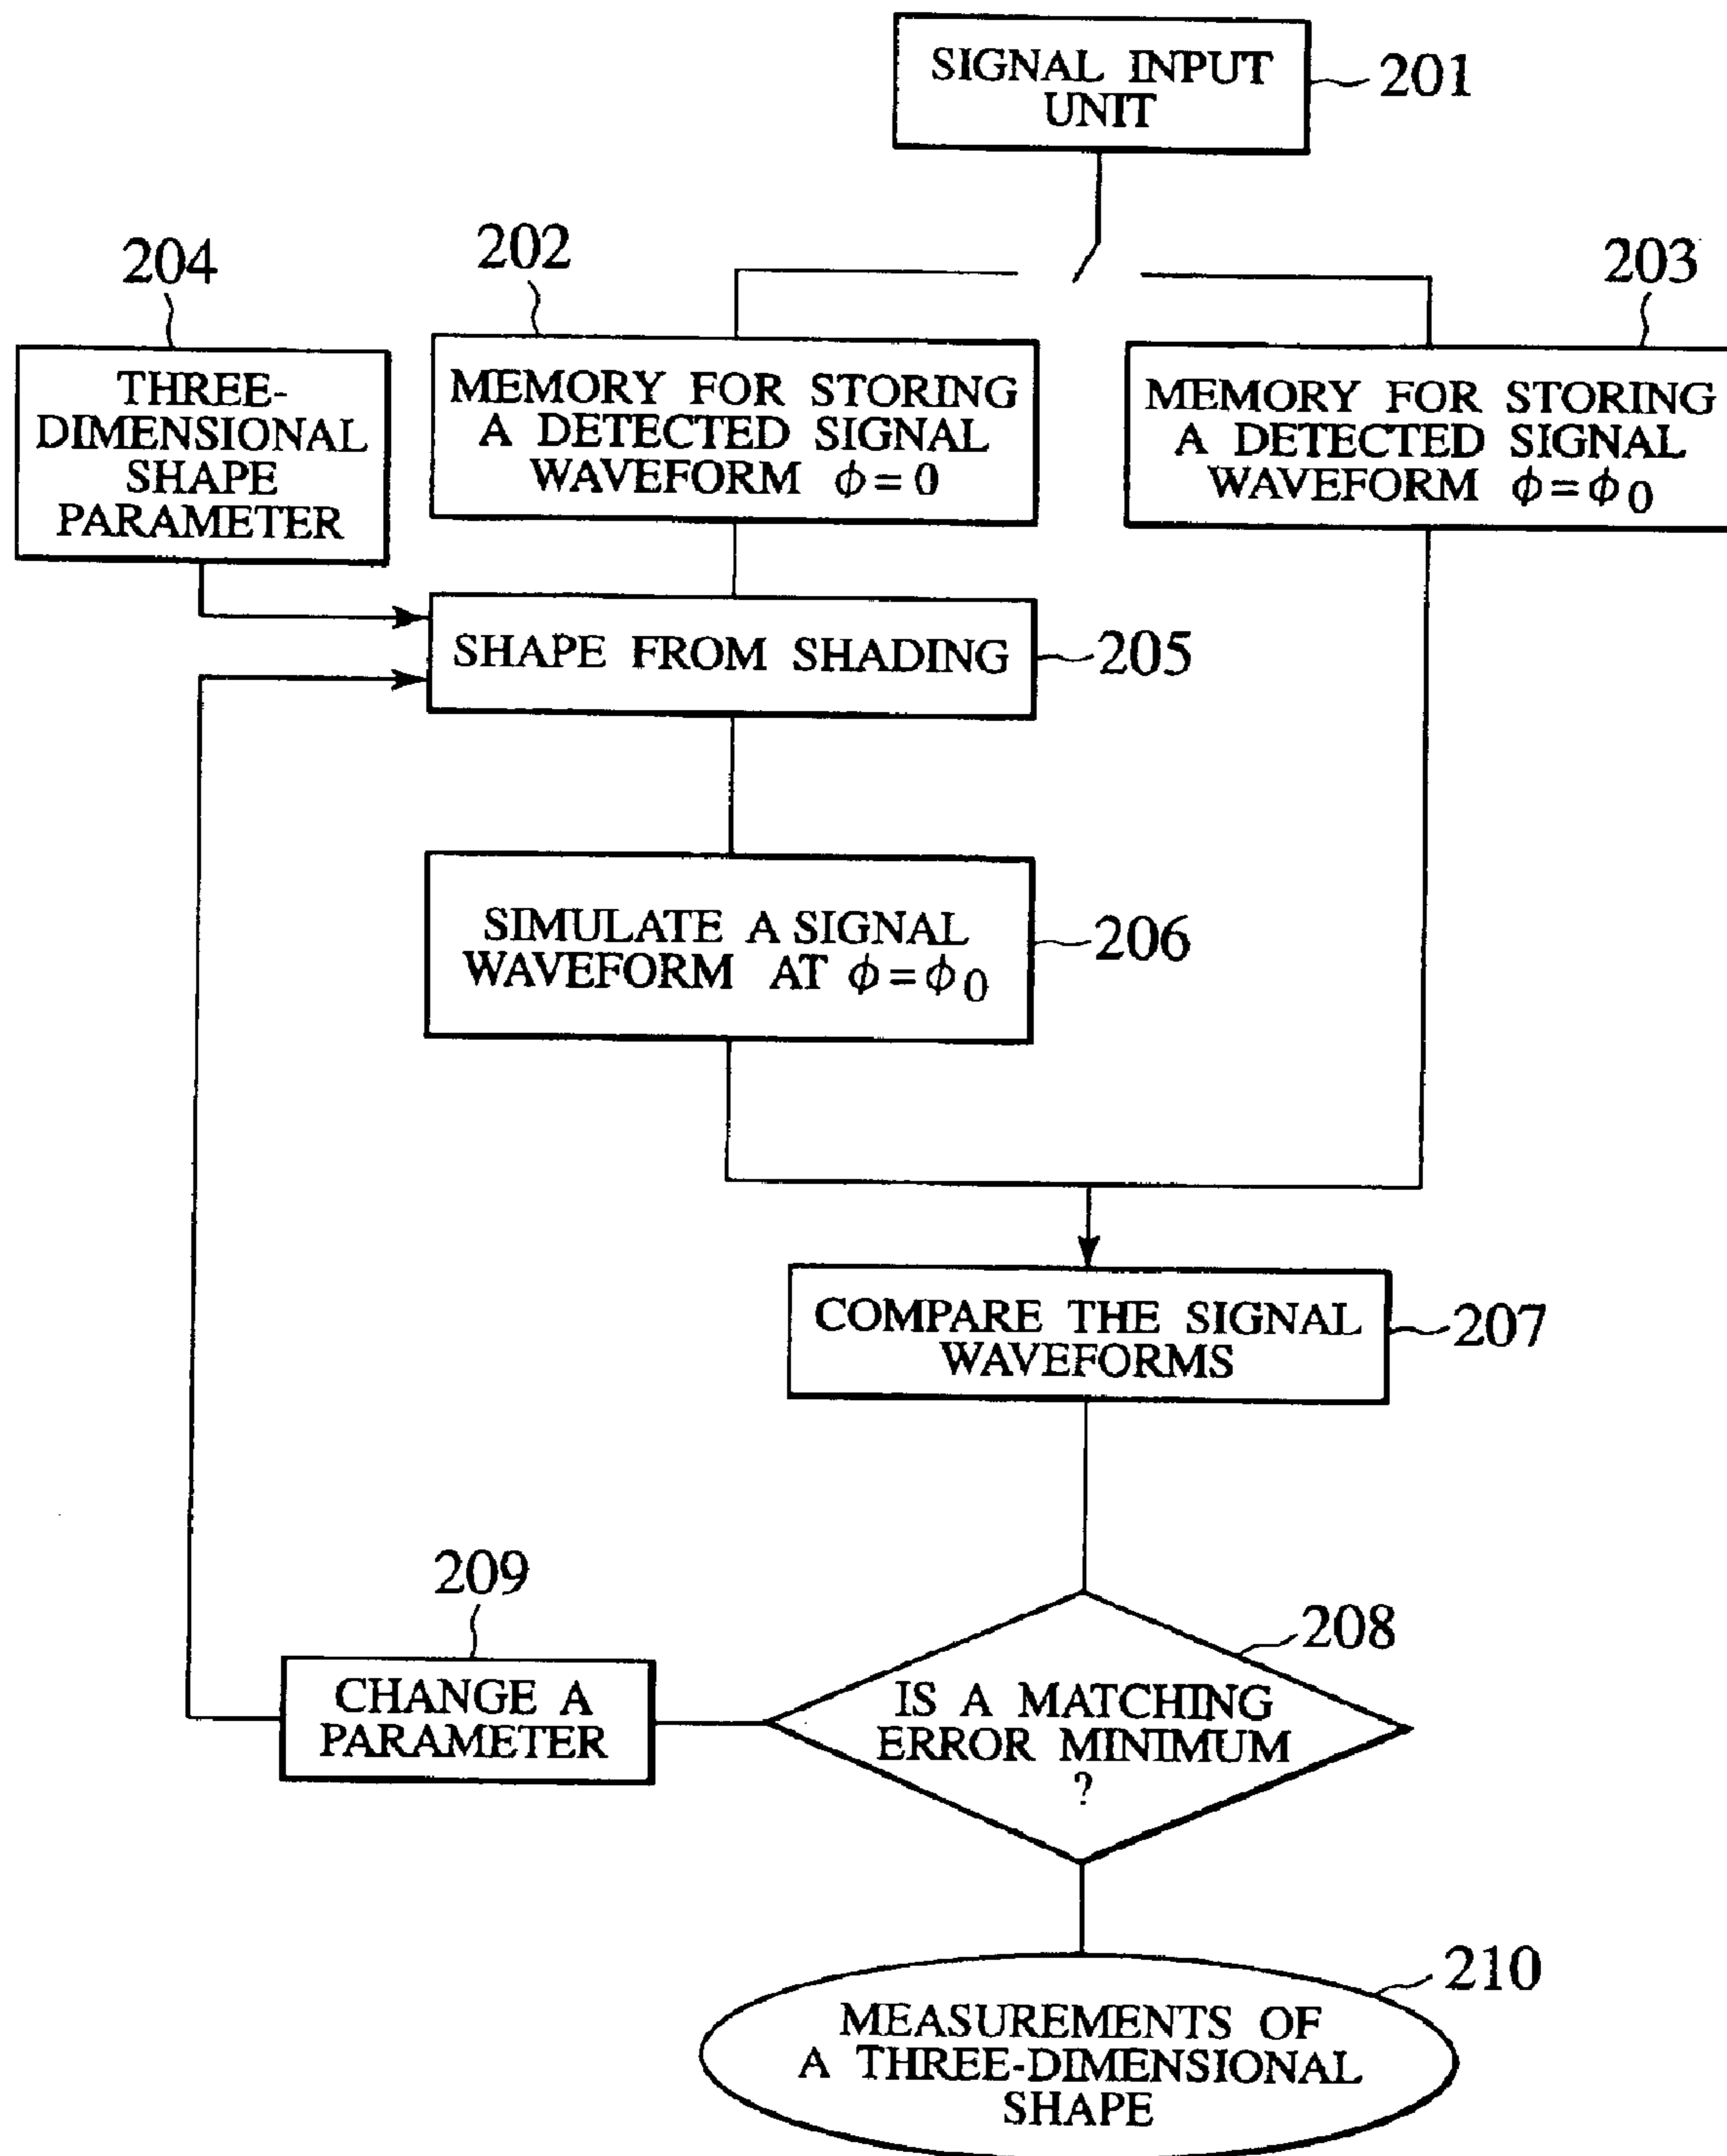 SIGNAL INPUT
UNIT
201
204
202
203
THREE-
DIMENSIONAL
SHAPE
PARAMETER
MEMORY FOR STORING
A DETECTED SIGNAL
WAVEFORM ϕ = 0
MEMORY FOR STORING
A DETECTED SIGNAL
WAVEFORM ϕ = ϕ₀
SHAPE FROM SHADING
205
SIMULATE A SIGNAL
WAVEFORM AT ϕ = ϕ₀
206
COMPARE THE SIGNAL
WAVEFORMS
207
209
208
CHANGE A
PARAMETER
IS A MATCHING
ERROR MINIMUM
?
210
MEASUREMENTS OF
A THREE-DIMENSIONAL
SHAPE